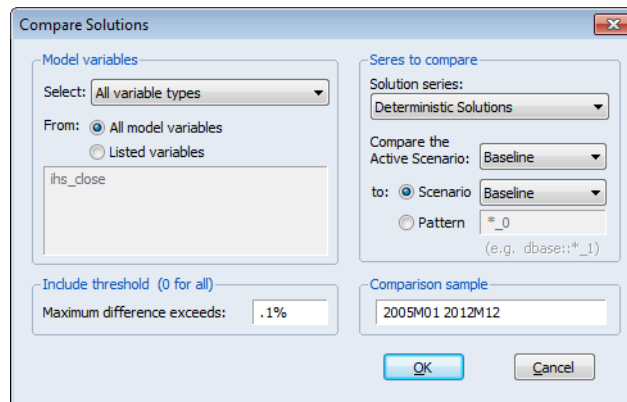 Compare Solutions
Model variables
Select: All variable types
From: All model variables
Listed variables
ihs_close
Include threshold (0 for all)
Maximum difference exceeds: .1%
Seres to compare
Solution series:
Deterministic Solutions
Compare the
Active Scenario: Baseline
to: Scenario Baseline
Pattern *_0
(e.g. dbase::*_1)
Comparison sample
2005M01 2012M12
OK Cancel